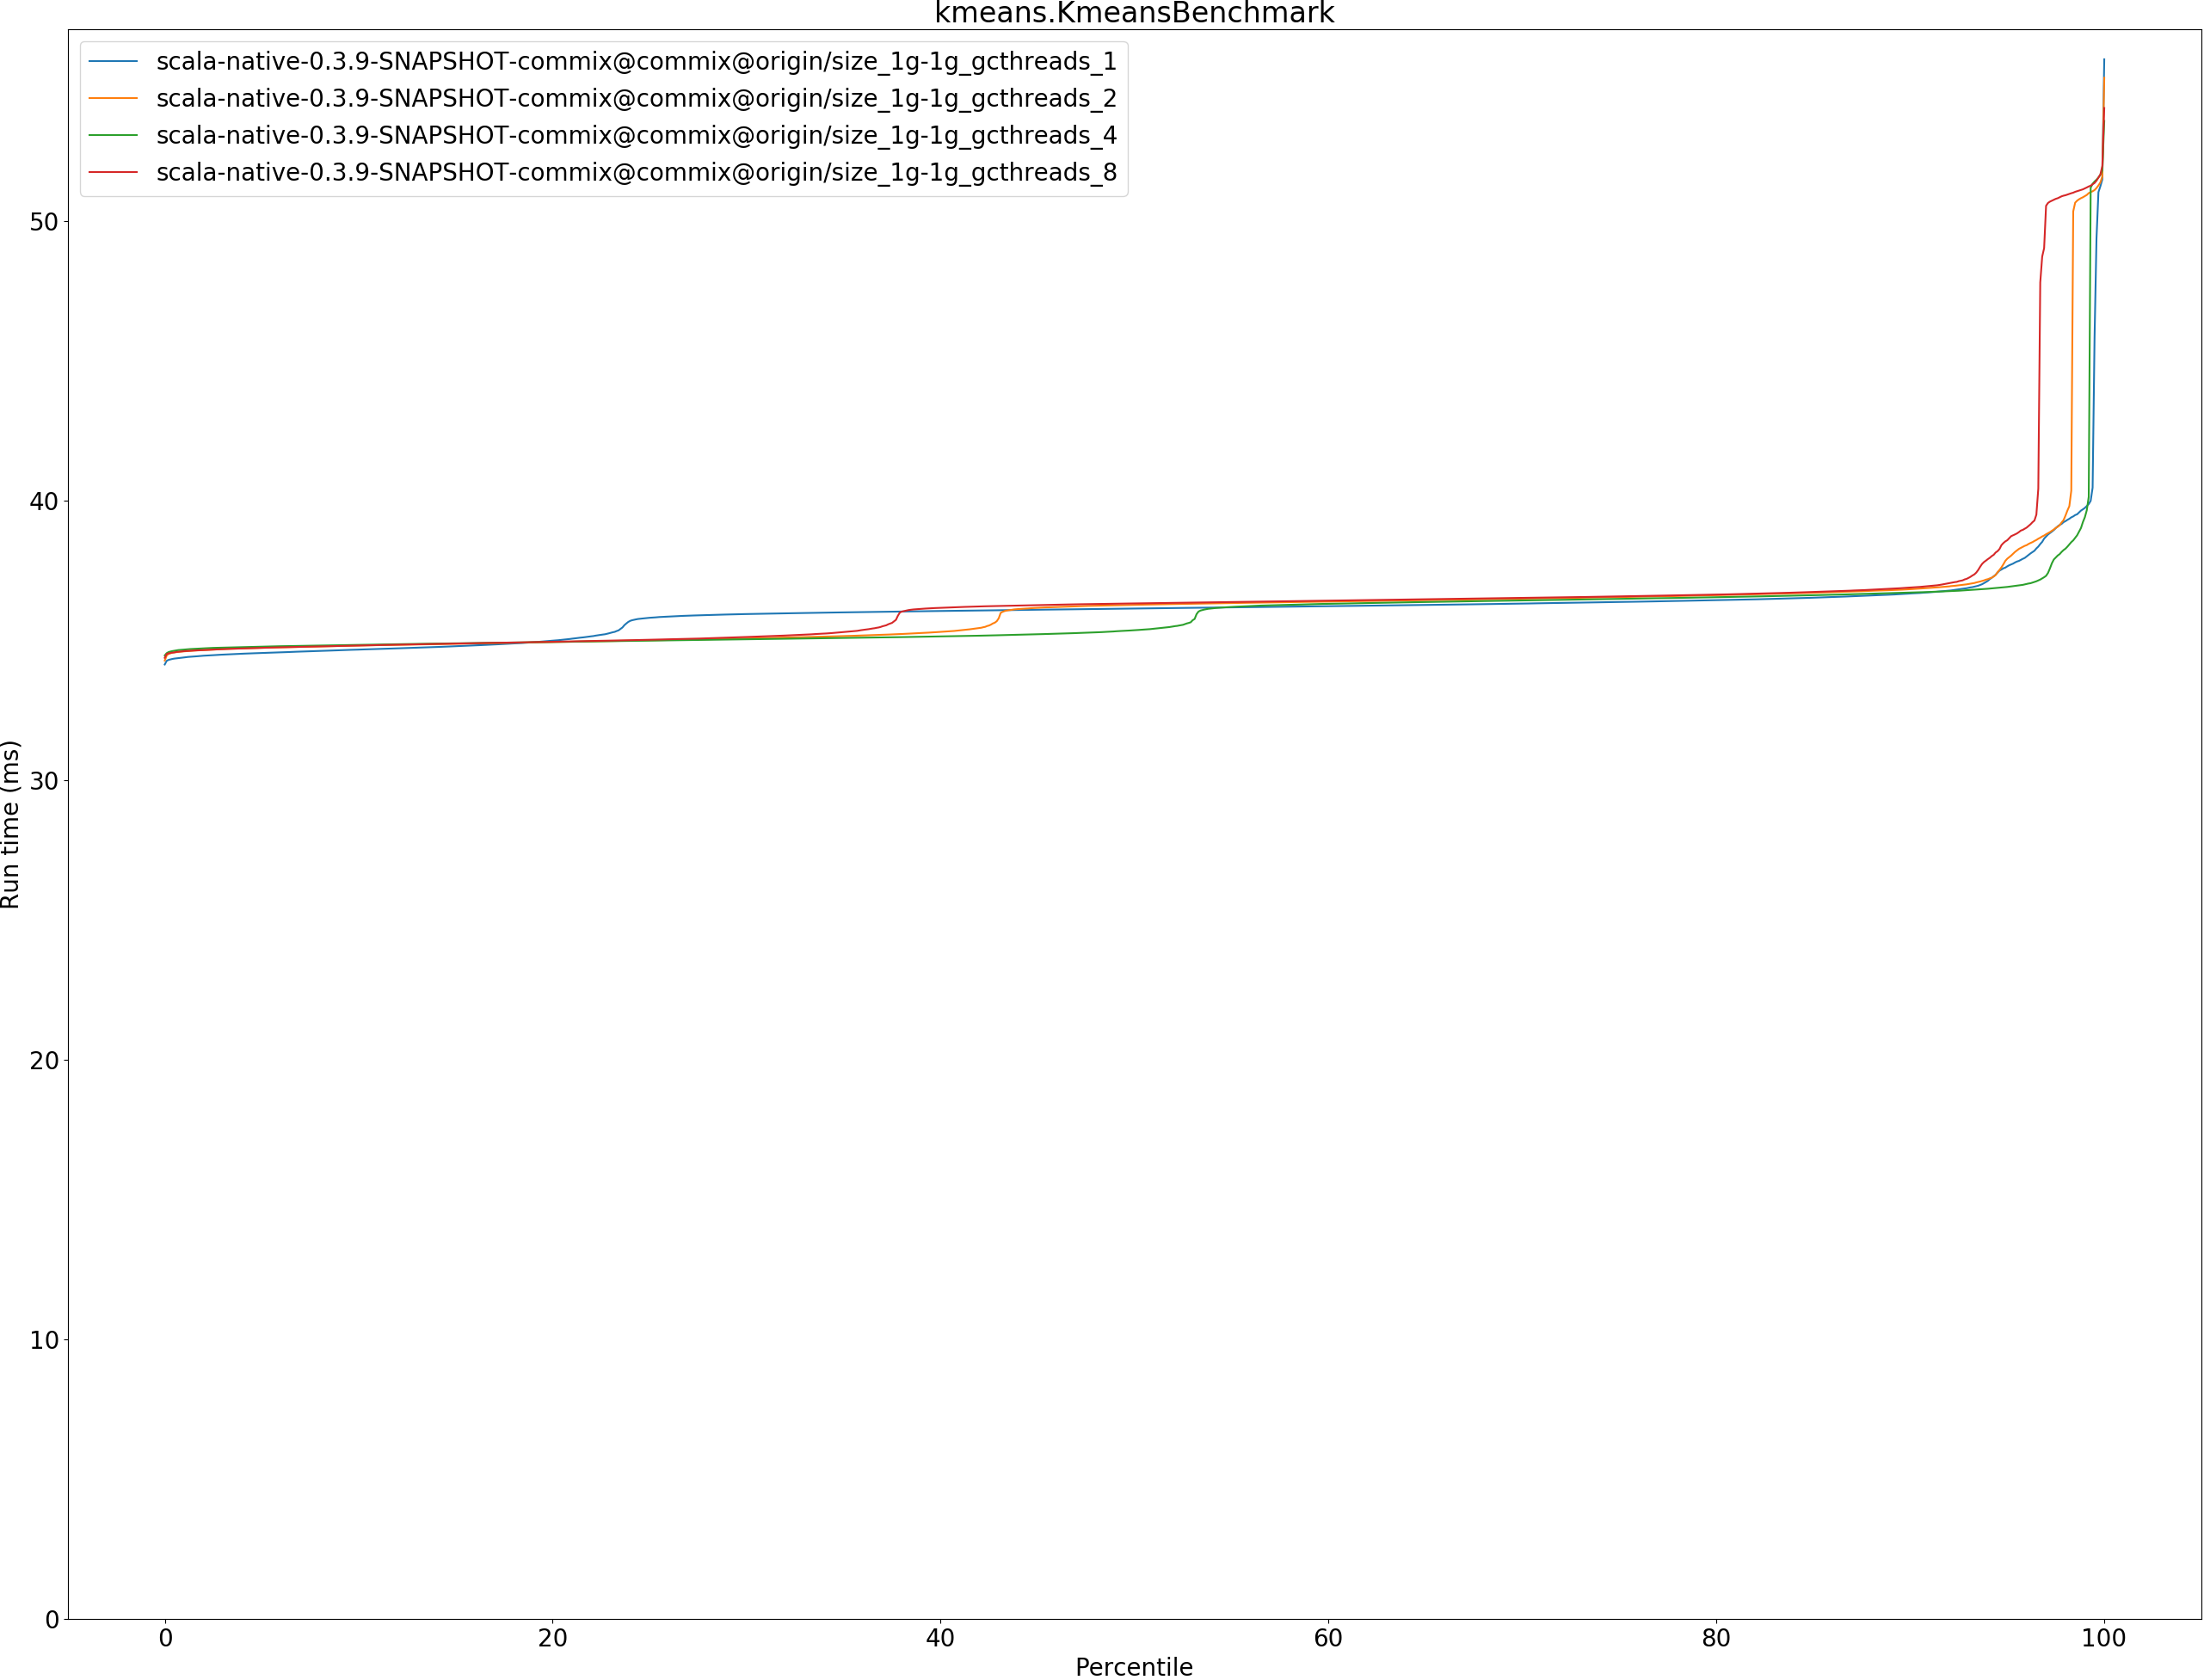 kmeans.KmeansBenchmark
scala-native-0.3.9-SNAPSHOT-commix@commix@origin/size_1g-1g_gcthreads_1
scala-native-0.3.9-SNAPSHOT-commix@commix@origin/size_1g-1g_gcthreads_2
scala-native-0.3.9-SNAPSHOT-commix@commix@origin/size_1g-1g_gcthreads_4
scala-native-0.3.9-SNAPSHOT-commix@commix@origin/size_1g-1g_gcthreads_8
50
40
30
20
10
0
Run time (ms)
0 20 40 60 80 100
Percentile